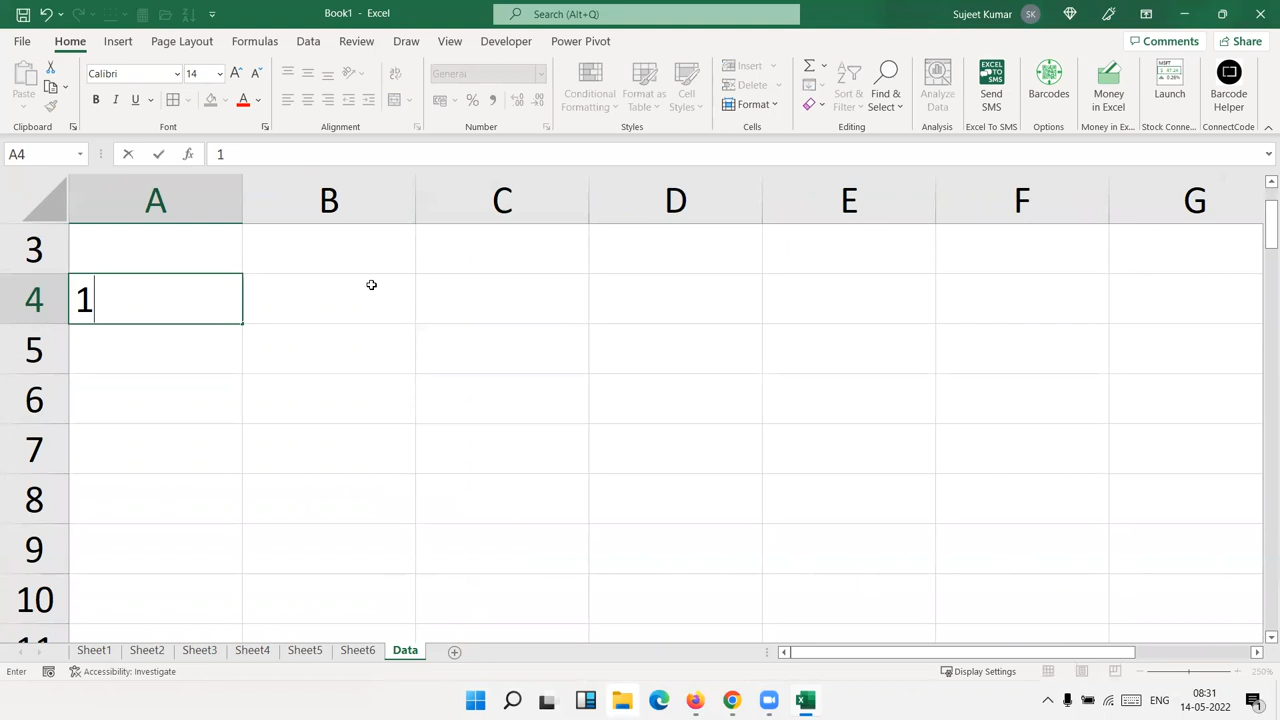 Book1 - Excel
Search (Alt+Q)
Sujeet Kumar
SK
File Home Insert Page Layout Formulas Data Review View Developer Power Pivot
Comments
Share
Paste
Calibri
14
General
Conditional Formatting
Format as Table
Cell Styles
Insert
Delete
Format
Sort & Filter
Find & Select
Analyze Data
Send SMS
Barcodes
Money in Excel
Launch
Barcode Helper
Clipboard
Font
Alignment
Number
Styles
Cells
Editing
Analysis
Excel To SMS
Options
Money in Ex...
Stock Conne...
ConnectCode
A4
1
A B C D E F G
3
4 1
5
6
7
8
9
10
11
Sheet1 Sheet2 Sheet3 Sheet4 Sheet5 Sheet6 Data
Enter
Accessibility: Investigate
Display Settings
250%
ENG
08:31
14-05-2022
1